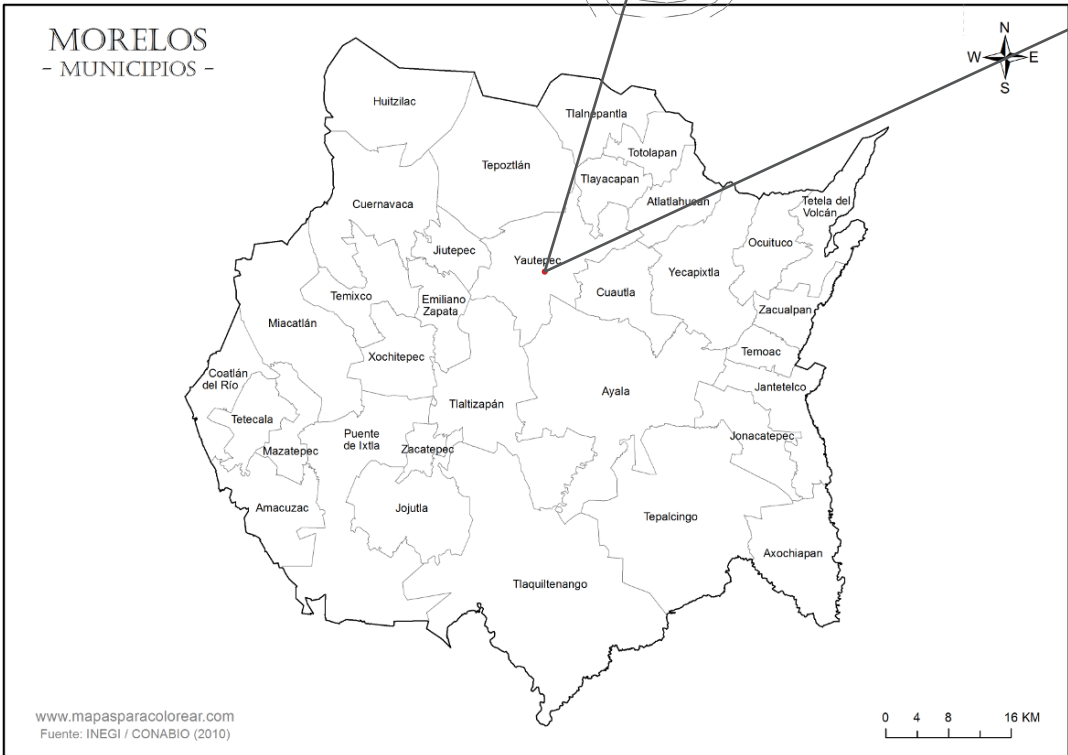 MORELOS
- MUNICIPIOS -
N
W
E
S
Huitzilac
Tlalnepantla
Totolapan
Tepoztlán
Tlayacapan
Cuernavaca
Atlatlahucan
Tetela del
Volcán
Ocuituco
Jiutepec
Yautepec
Yecapixtla
Cuautla
Temixco
Emiliano
Zapata
Zacualpan
Miacatlán
Xochitepec
Temoac
Coatlán
del Río
Jantetelco
Ayala
Tlaltizapán
Tetecala
Puente
de Ixtla
Jonacatepec
Mazatepec
Zacatepec
Amacuzac
Jojutla
Tepalcingo
Axochiapan
Tlaquiltenango
www.mapasparacolorear.com
Fuente: INEGI / CONABIO (2010)
0 4 8 16 KM